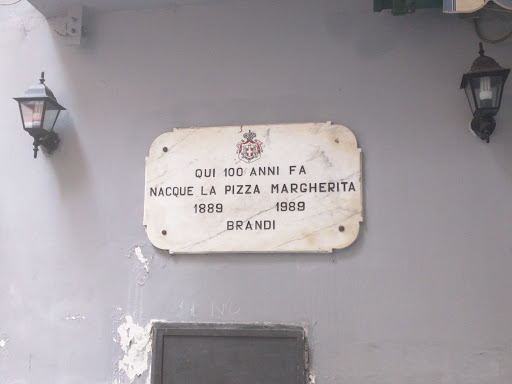 QUI 100 ANNI FA
NACQUE LA PIZZA MARGHERITA
1889 1989
BRANDI